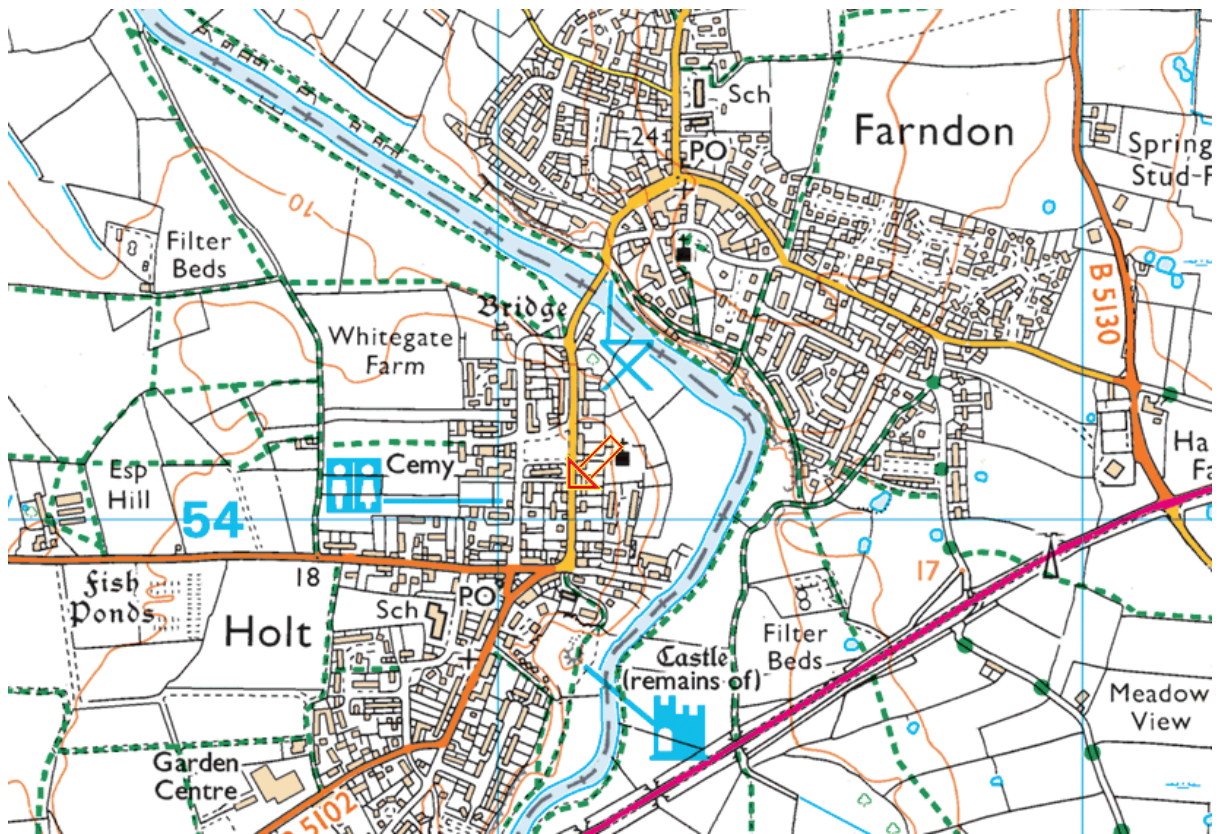 Sch
24
PO
Farndon
Spring
Stud-F
10
Filter
Beds
B 5130
Bridge
Whitegate
Farm
Esp
Hill
Cemy
Ha
Fa
54
Fish
Ponds
18
Sch
PO
17
Holt
Filter
Beds
Castle
(remains of)
Meadow
View
Garden
Centre
5102